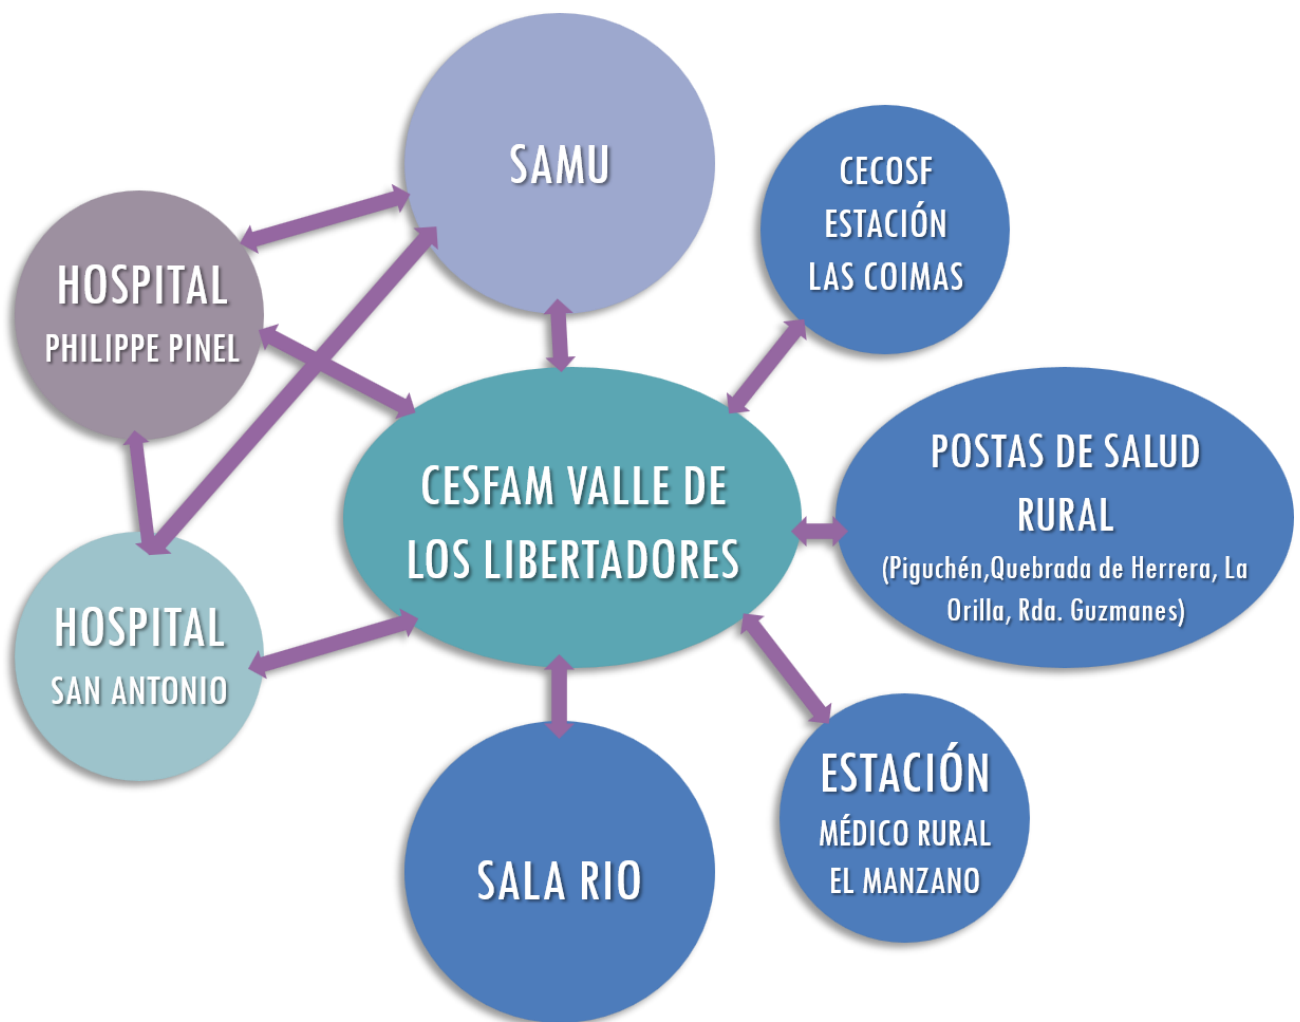 SAMU
CECOSF
ESTACIÓN
LAS COIMAS
HOSPITAL
PHILIPPE PINEL
CESFAM VALLE DE
LOS LIBERTADORES
POSTAS DE SALUD
RURAL
(Piguchén,Quebrada de Herrera, La
Orilla, Rda. Guzmanes)
HOSPITAL
SAN ANTONIO
SALA RIO
ESTACIÓN
MÉDICO RURAL
EL MANZANO